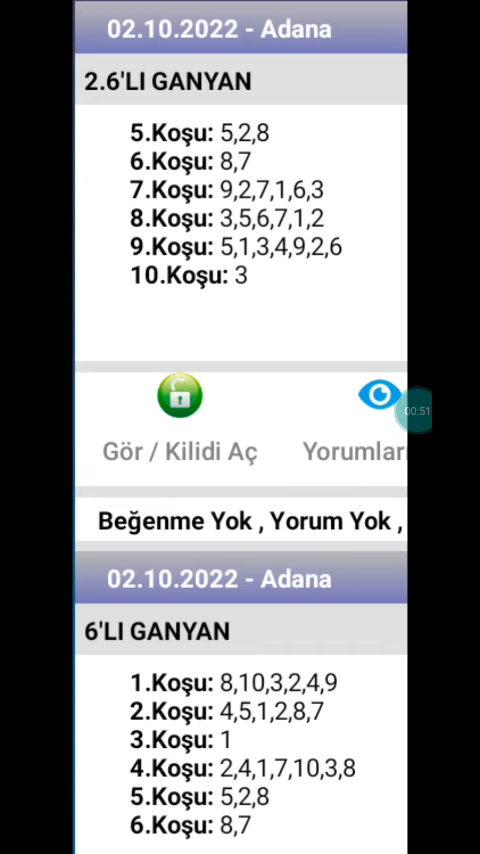 02.10.2022 - Adana
2.6'LI GANYAN
5.Koşu: 5,2,8
6.Koşu: 8,7
7.Koşu: 9,2,7,1,6,3
8.Koşu: 3,5,6,7,1,2
9.Koşu: 5,1,3,4,9,2,6
10.Koşu: 3
00:51
Gör / Kilidi Aç Yorumları
Beğenme Yok , Yorum Yok ,
02.10.2022 - Adana
6'LI GANYAN
1.Koşu: 8,10,3,2,4,9
2.Koşu: 4,5,1,2,8,7
3.Koşu: 1
4.Koşu: 2,4,1,7,10,3,8
5.Koşu: 5,2,8
6.Koşu: 8,7